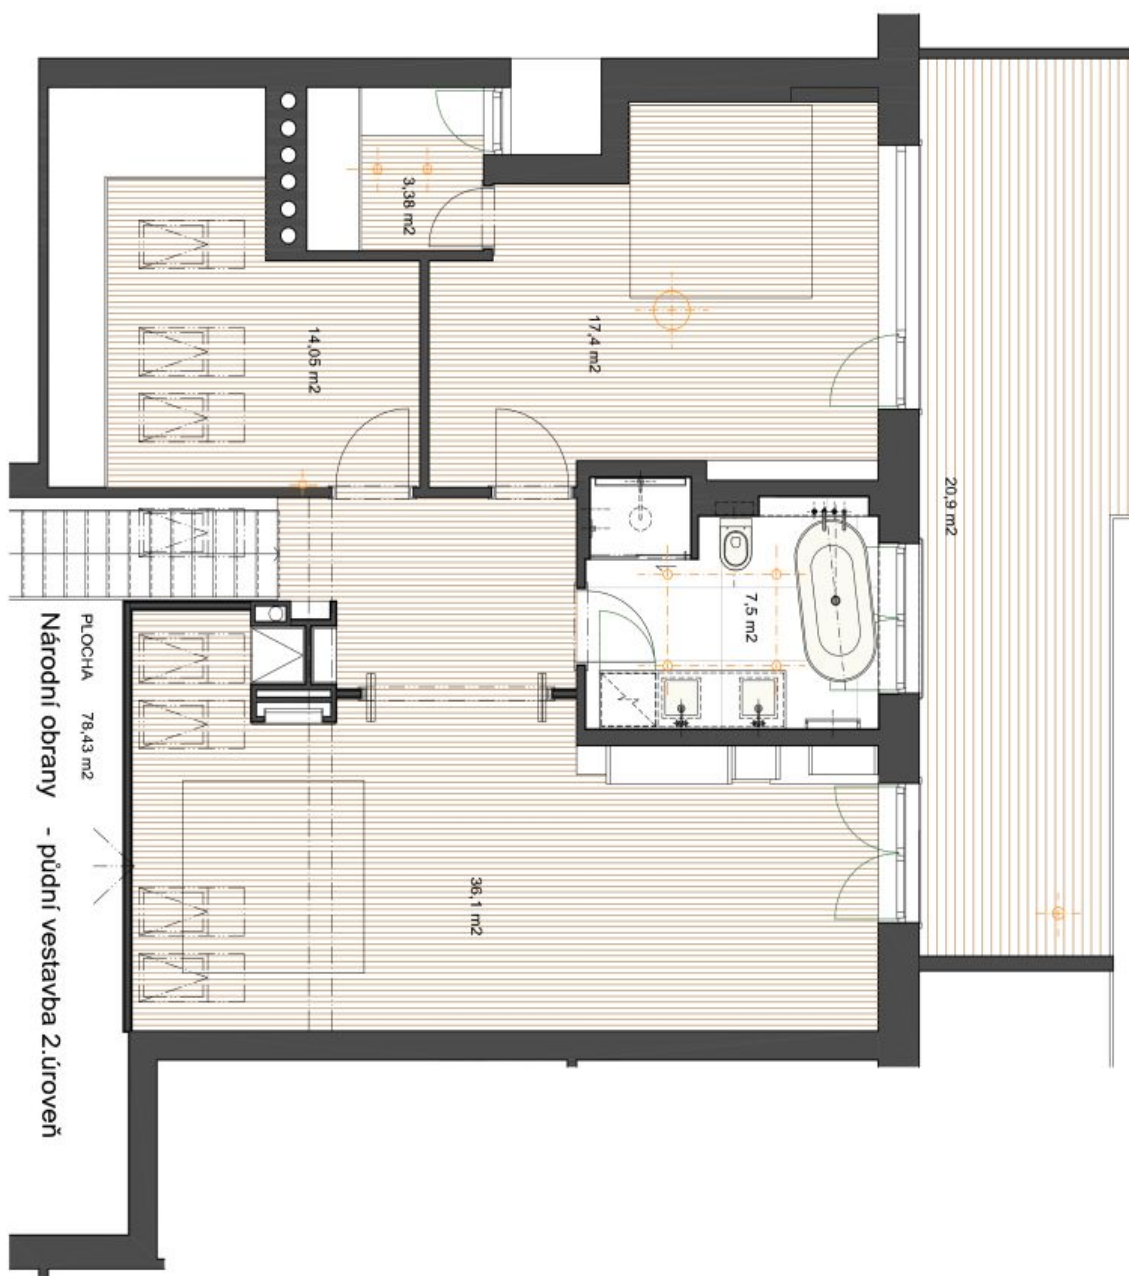 3,38 m2
14,05 m2
17,4 m2
20,9 m2
7,5 m2
36,1 m2
PLOCHA 78,43 m2
Národní obrany - půdní vestavba 2.úroveň